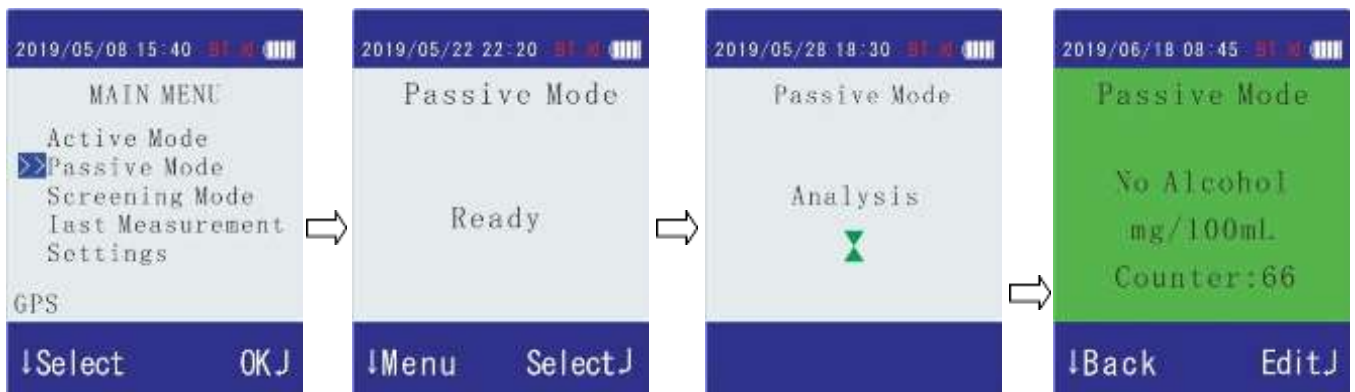 2019/05/08 15:40
MAIN MENU
Active Mode
>>Passive Mode
Screening Mode
last Measurement
Settings
GPS
↓Select OK┘
2019/05/22 22:20
Passive Mode
Ready
↓Menu Select┘
2019/05/28 18:30
Passive Mode
Analysis
2019/06/18 08:45
Passive Mode
No Alcohol
mg/100mL
Counter:66
↓Back Edit┘